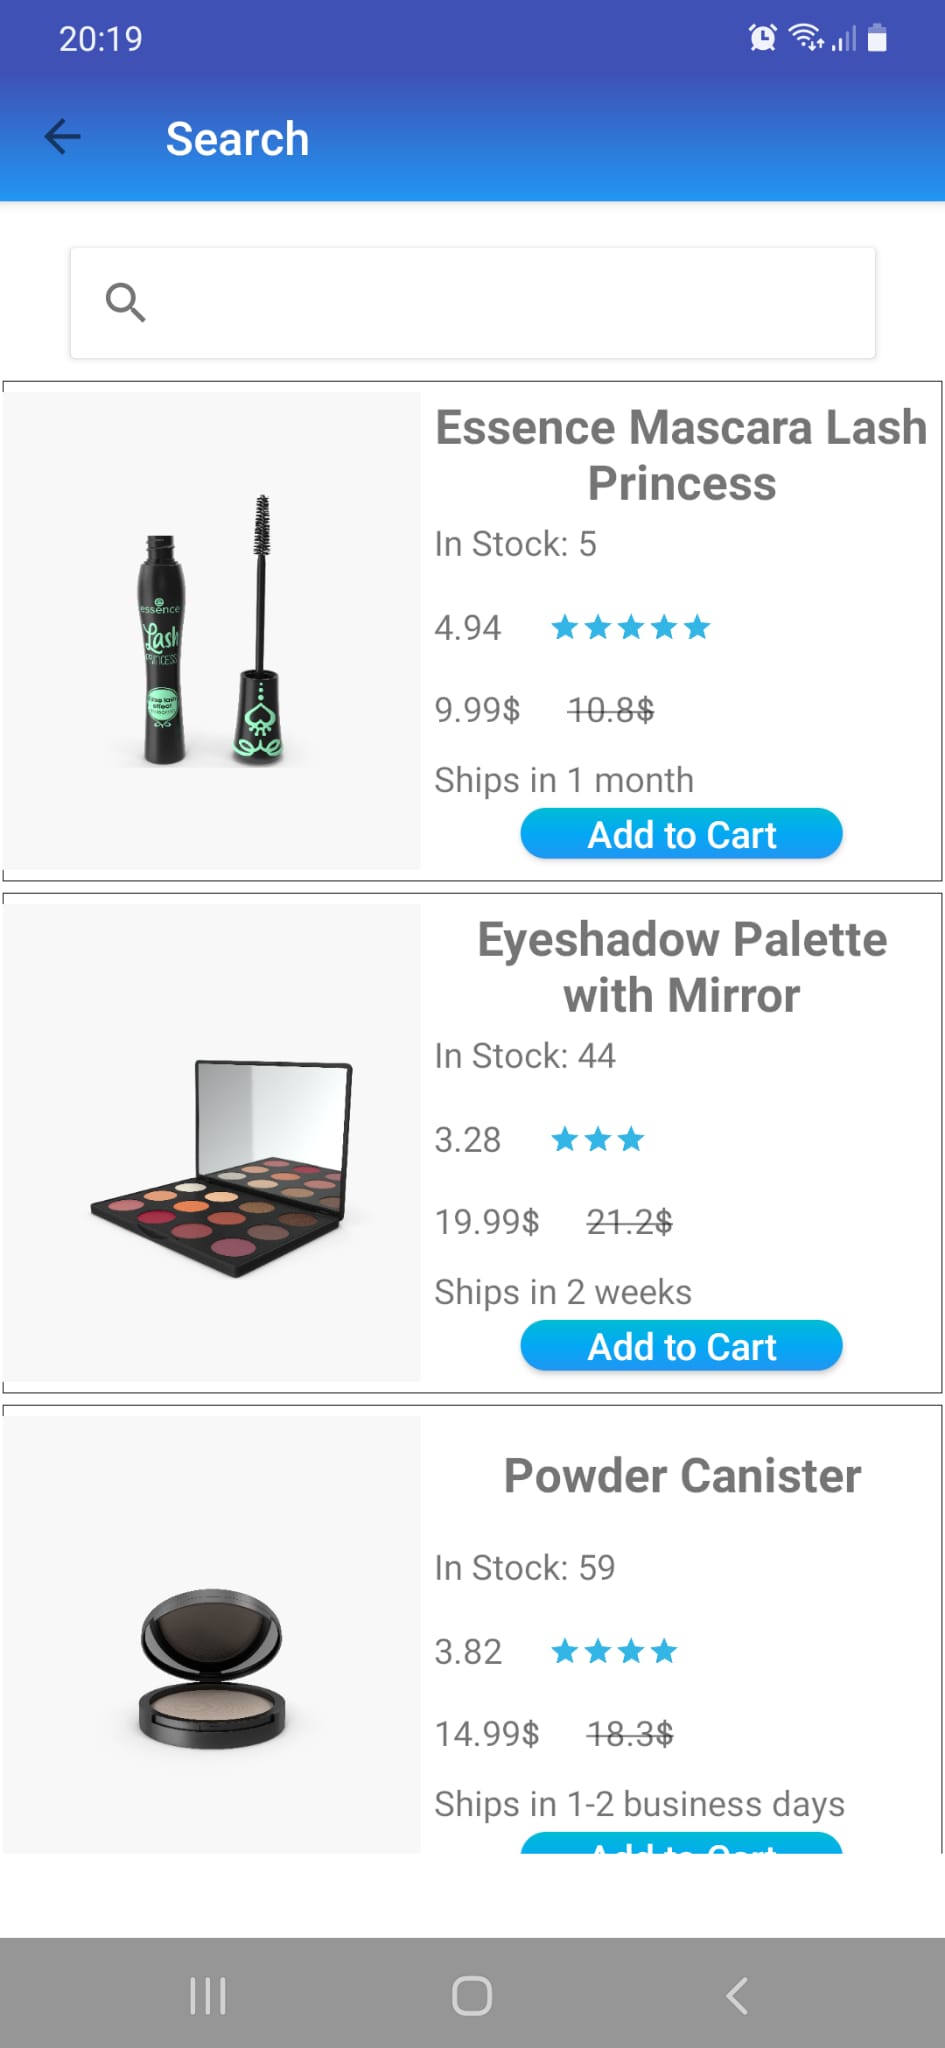 20:19
Search
Essence Mascara Lash
Princess
In Stock: 5
4.94
9.99$ 10.8$
Ships in 1 month
Add to Cart
essence
Lash
PRINCESS
Eyeshadow Palette
with Mirror
In Stock: 44
3.28
19.99$ 21.2$
Ships in 2 weeks
Add to Cart
Powder Canister
In Stock: 59
3.82
14.99$ 18.3$
Ships in 1-2 business days
Add to Cart